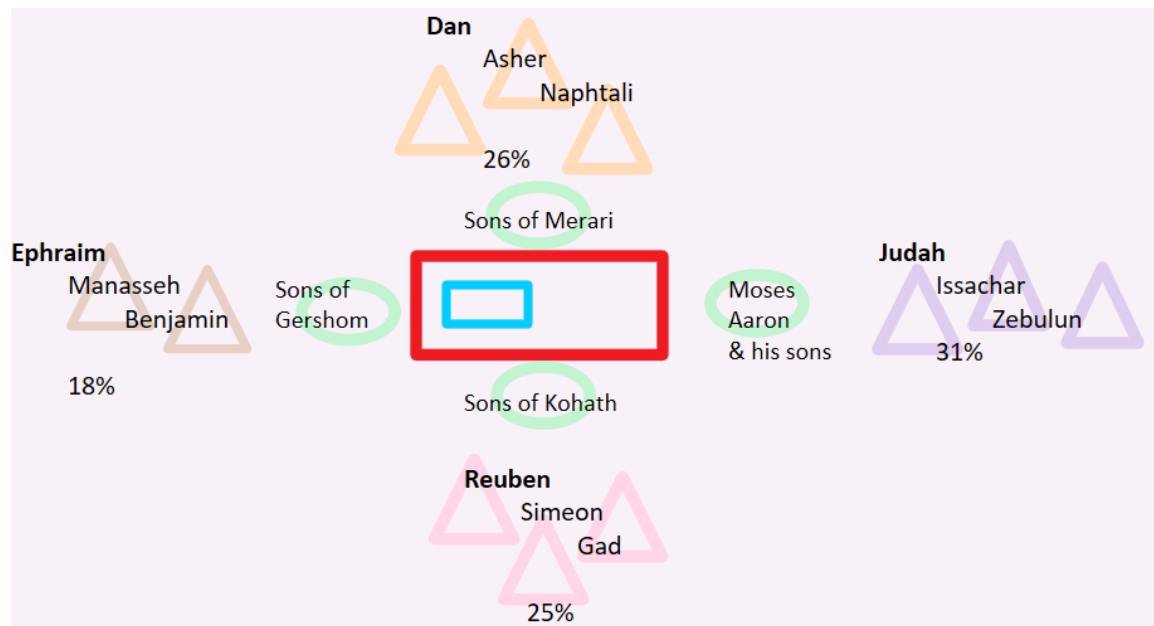 Dan
Asher
Naphtali
26%
Sons of Merari
Ephraim
Manasseh
Benjamin
18%
Sons of
Gershom
Moses
Aaron
& his sons
Judah
Issachar
Zebulun
31%
Sons of Kohath
Reuben
Simeon
Gad
25%